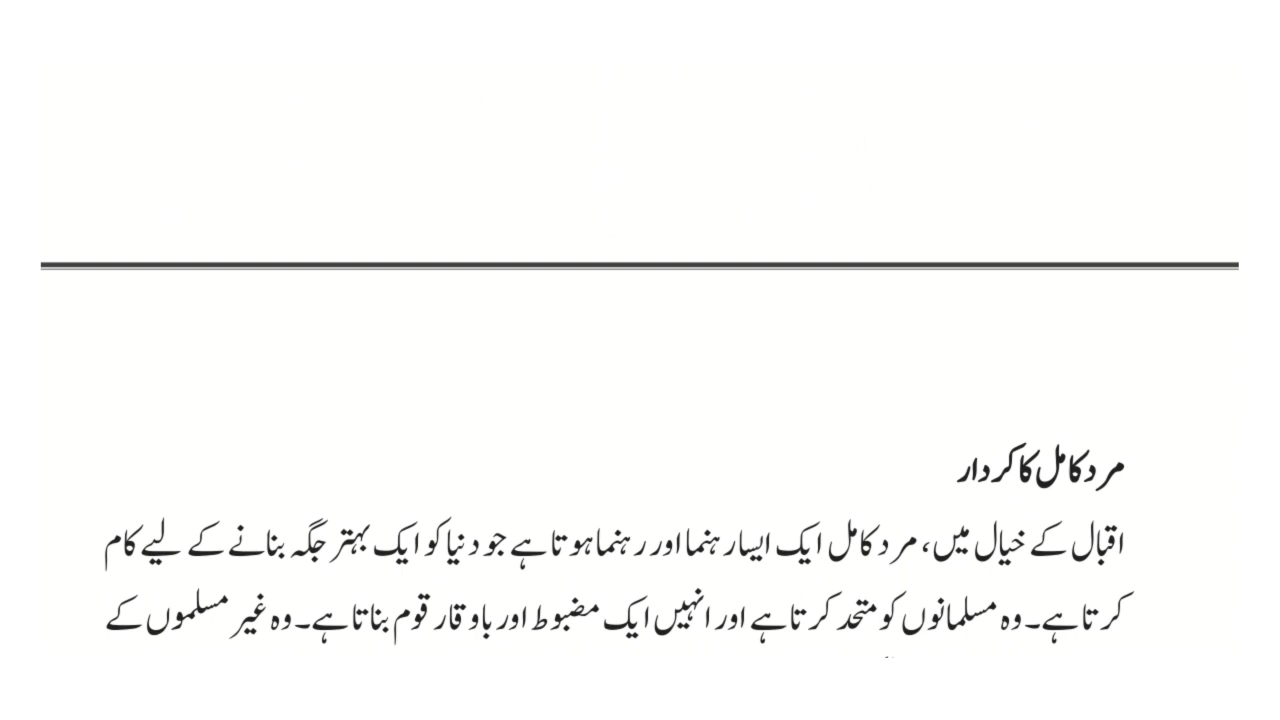 مرد کامل کا کردار
اقبال کے خیال میں، مرد کامل ایک ایسا رہنما اور رہنما ہوتا ہے جو دنیا کو ایک بہتر جگہ بنانے کے لیے کام
کرتا ہے۔ وہ مسلمانوں کو متحد کرتا ہے اور انہیں ایک مضبوط اور باوقار قوم بناتا ہے۔ وہ غیر مسلموں کے